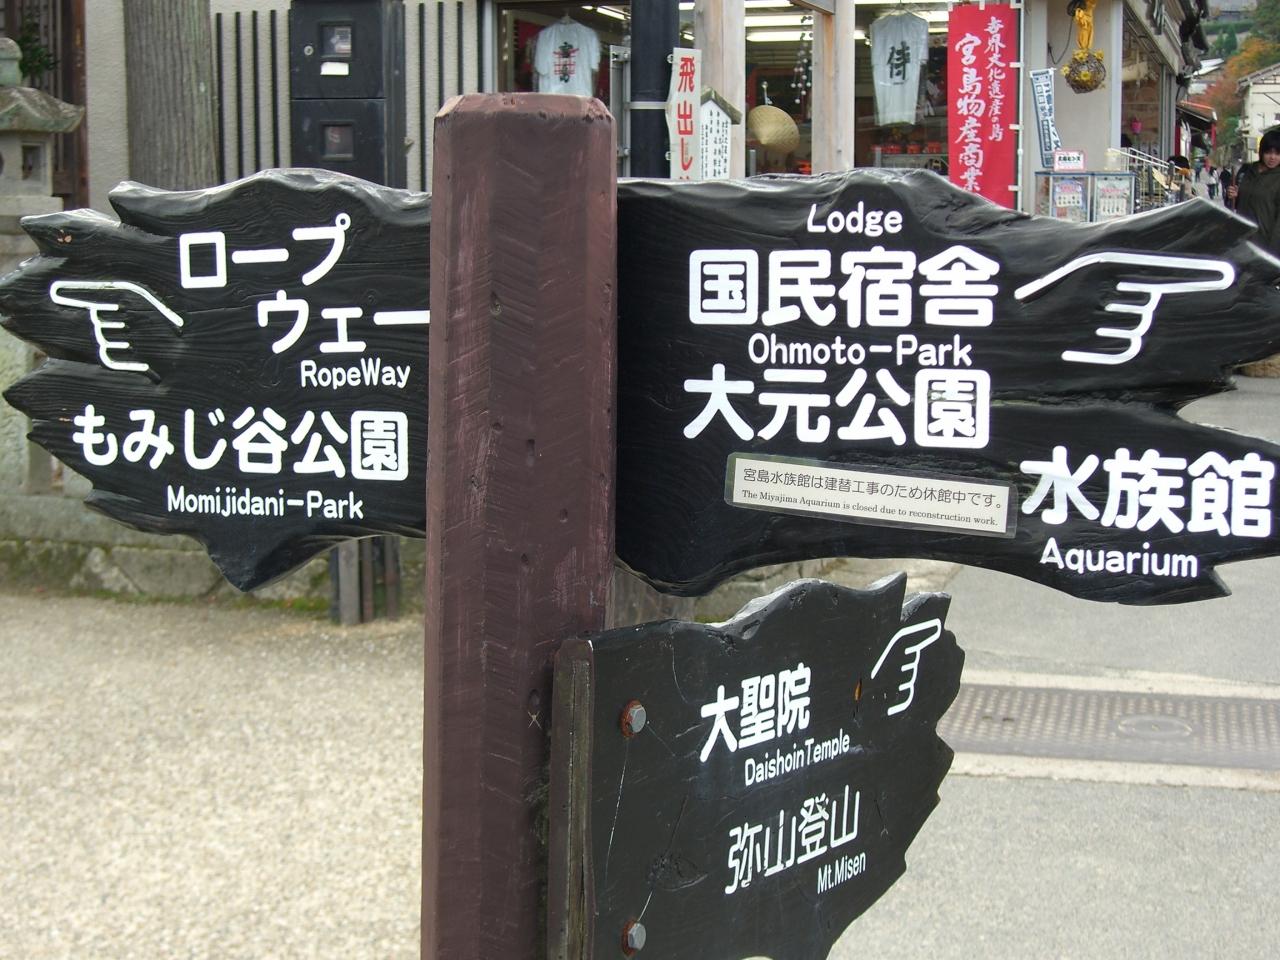 ロープ
ウェー
RopeWay
もみじ谷公園
Momijidani-Park
Lodge
国民宿舎
Ohmoto-Park
大元公園
宮島水族館は建替工事のため休館中です。
The Miyajima Aquarium is closed due to reconstruction work.
水族館
Aquarium
大聖院
Daishoin Temple
弥山登山
Mt.Misen
飛出し
侍
世界文化遺産の島
宮島物産商業